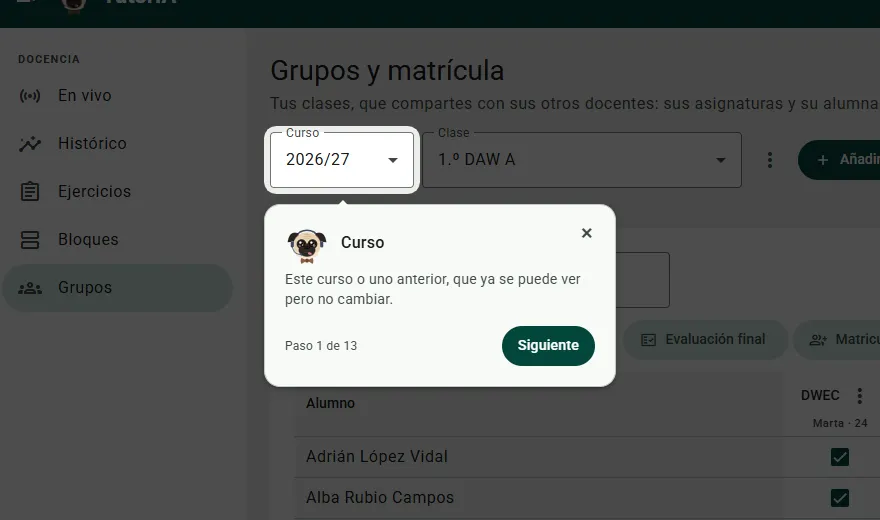 DOCENCIA
En vivo
Histórico
Ejercicios
Bloques
Grupos
Grupos y matrícula
Tus clases, que compartes con sus otros docentes: sus asignaturas y su alumna
Curso
2026/27
Clase
1.º DAW A
Añadir
Curso
Este curso o uno anterior, que ya se puede ver
pero no cambiar.
Paso 1 de 13
Siguiente
Evaluación final
Alumno
DWEC
Marta · 24
Adrián López Vidal
Alba Rubio Campos